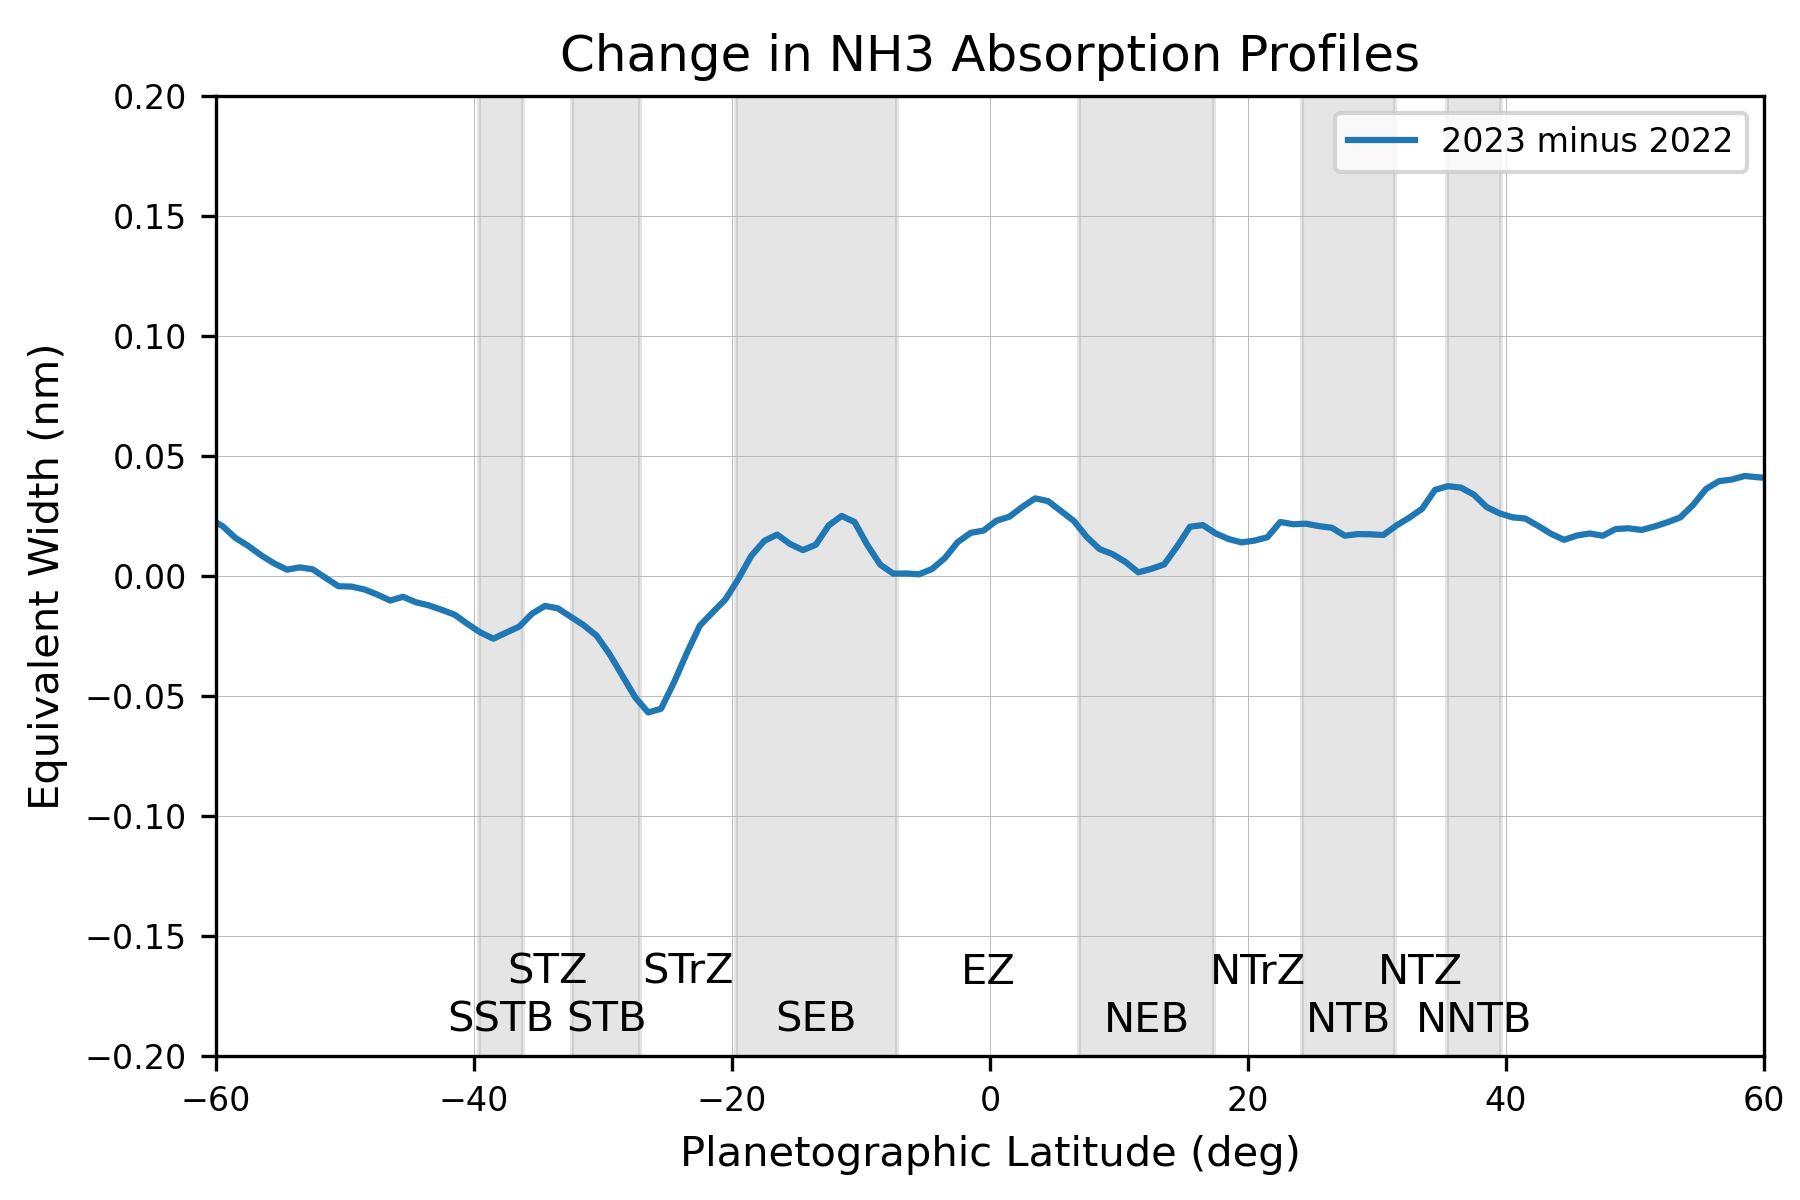 Change in NH3 Absorption Profiles
2023 minus 2022
0.20
0.15
0.10
0.05
0.00
−0.05
−0.10
−0.15
−0.20
Equivalent Width (nm)
STZ STrZ EZ NTrZ NTZ
SSTB STB SEB NEB NTB NNTB
−60 −40 −20 0 20 40 60
Planetographic Latitude (deg)